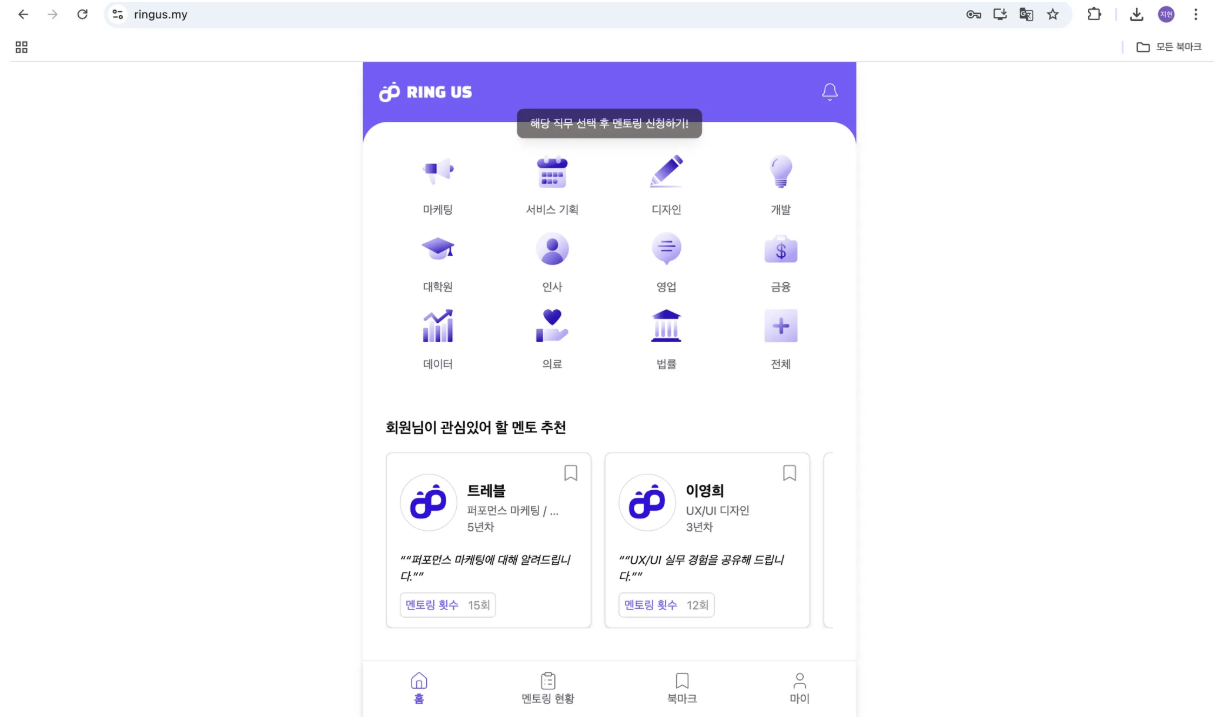 ringus.my
지헌
모든 북마크
RING US
해당 직무 선택 후 멘토링 신청하기!
마케팅
서비스 기획
디자인
개발
대학원
인사
영업
금융
데이터
의료
법률
전체
회원님이 관심있어 할 멘토 추천
트레블
퍼포먼스 마케팅 / ...
5년차
““퍼포먼스 마케팅에 대해 알려드립니
다.””
멘토링 횟수 15회
이영희
UX/UI 디자인
3년차
““UX/UI 실무 경험을 공유해 드립니
다.””
멘토링 횟수 12회
홈
멘토링 현황
북마크
마이